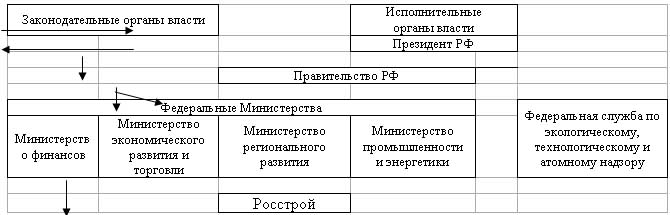 Законодательные органы власти
Исполнительные
органы власти
Президент РФ
Правительство РФ
Федеральные Министерства
Министерств
о финансов
Министерство
экономического
развития и
торговли
Министерство
регионального
развития
Министерство
промышленност
и и энергетики
Федеральная служба по
экологическому,
технологическому и
атомному надзору
Росстрой